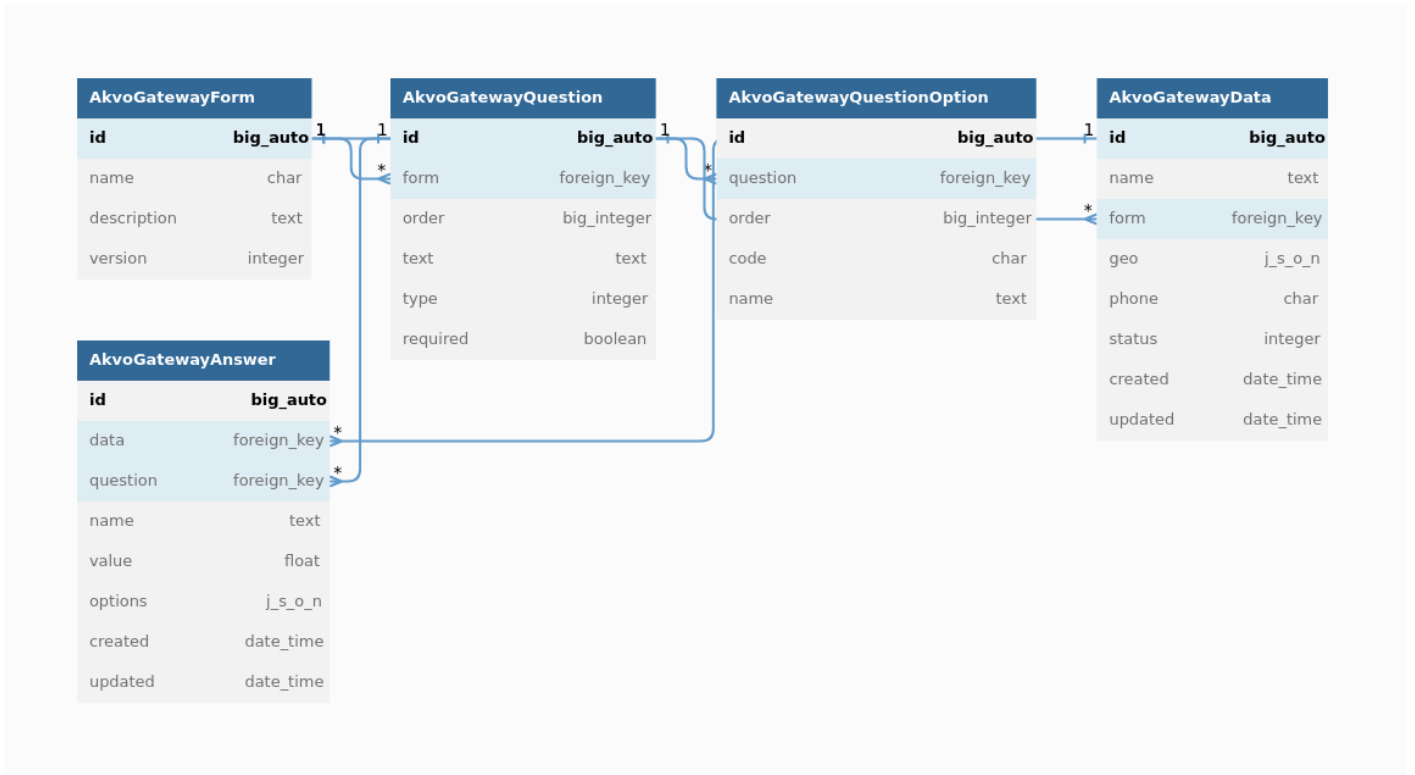 AkvoGatewayForm
id big_auto
name char
description text
version integer
1
1
*
AkvoGatewayQuestion
id big_auto
form foreign_key
order big_integer
text text
type integer
required boolean
1
*
AkvoGatewayQuestionOption
id big_auto
question foreign_key
order big_integer
code char
name text
1
*
AkvoGatewayData
id big_auto
name text
form foreign_key
geo j_s_o_n
phone char
status integer
created date_time
updated date_time
AkvoGatewayAnswer
id big_auto
data foreign_key *
question foreign_key *
name text
value float
options j_s_o_n
created date_time
updated date_time